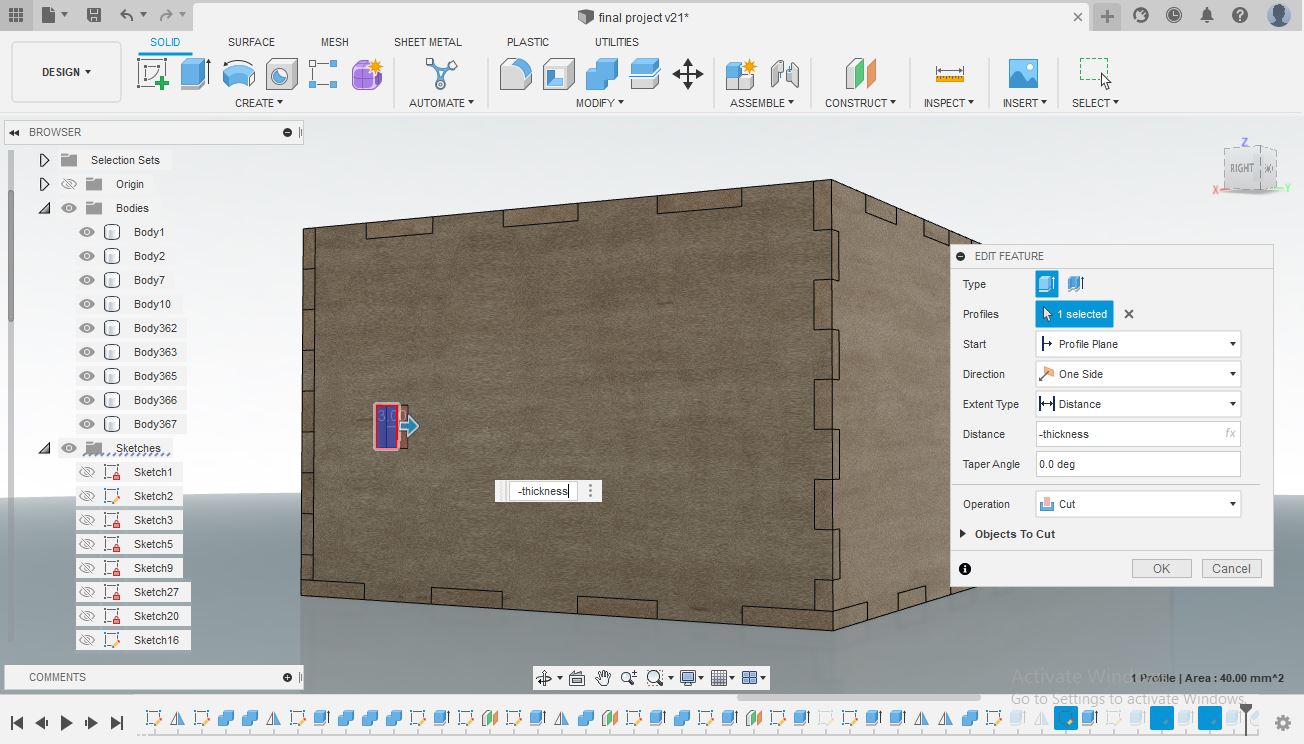 final project v21*
SOLID SURFACE MESH SHEET METAL PLASTIC UTILITIES
DESIGN
CREATE AUTOMATE MODIFY ASSEMBLE CONSTRUCT INSPECT INSERT SELECT
BROWSER
Selection Sets
Origin
Bodies
Body1
Body2
Body7
Body10
Body362
Body363
Body365
Body366
Body367
Sketches
Sketch1
Sketch2
Sketch3
Sketch5
Sketch9
Sketch27
Sketch20
Sketch16
COMMENTS
Z
RIGHT
X
Y
-thickness
EDIT FEATURE
Type
Profiles 1 selected
Start Profile Plane
Direction One Side
Extent Type Distance
Distance -thickness fx
Taper Angle 0.0 deg
Operation Cut
Objects To Cut
OK Cancel
1 Profile | Area : 40.00 mm^2
Go to Settings to activate Windows.